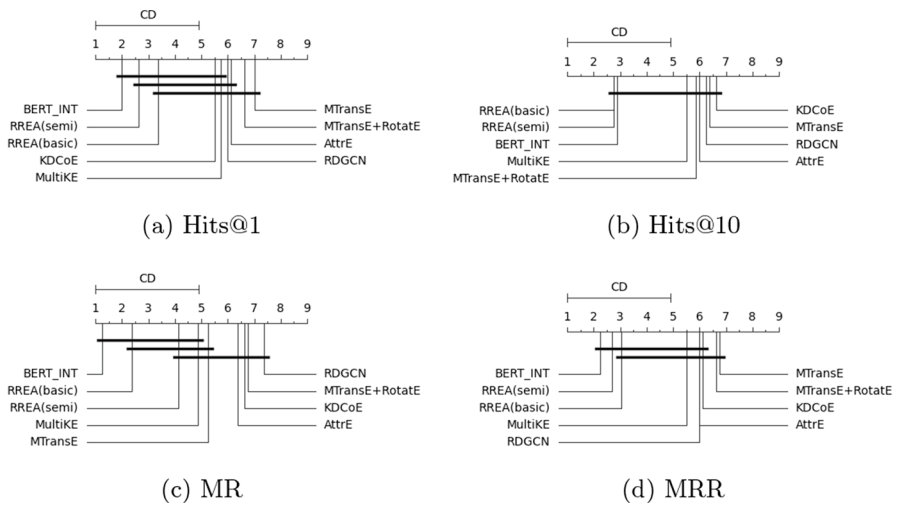 CD
1 2 3 4 5 6 7 8 9
BERT_INT MTransE
RREA(semi) MTransE+RotatE
RREA(basic) AttrE
KDCoE RDGCN
MultiKE
(a) Hits@1
CD
1 2 3 4 5 6 7 8 9
RREA(basic) KDCoE
RREA(semi) MTransE
BERT_INT RDGCN
MultiKE AttrE
MTransE+RotatE
(b) Hits@10
CD
1 2 3 4 5 6 7 8 9
BERT_INT RDGCN
RREA(basic) MTransE+RotatE
RREA(semi) KDCoE
MultiKE AttrE
MTransE
(c) MR
CD
1 2 3 4 5 6 7 8 9
BERT_INT MTransE
RREA(semi) MTransE+RotatE
RREA(basic) KDCoE
MultiKE AttrE
RDGCN
(d) MRR